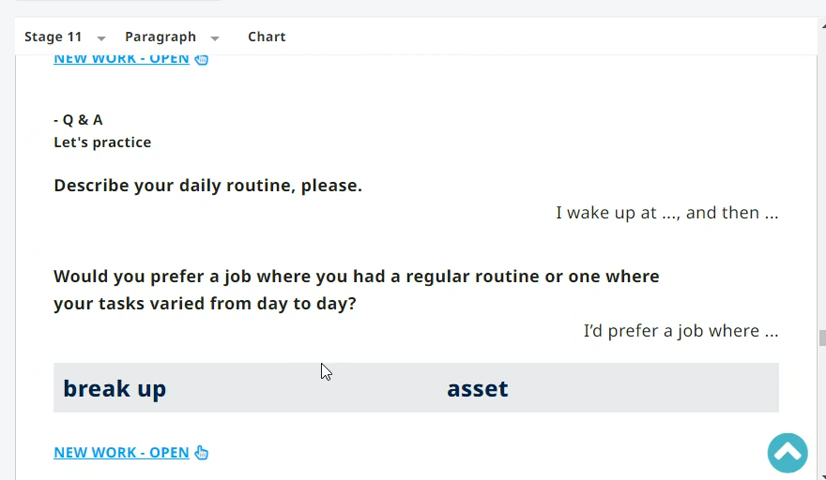 Stage 11 Paragraph Chart
NEW WORK - OPEN
- Q & A
Let's practice
Describe your daily routine, please.
I wake up at ..., and then ...
Would you prefer a job where you had a regular routine or one where
your tasks varied from day to day?
I’d prefer a job where ...
break up asset
NEW WORK - OPEN